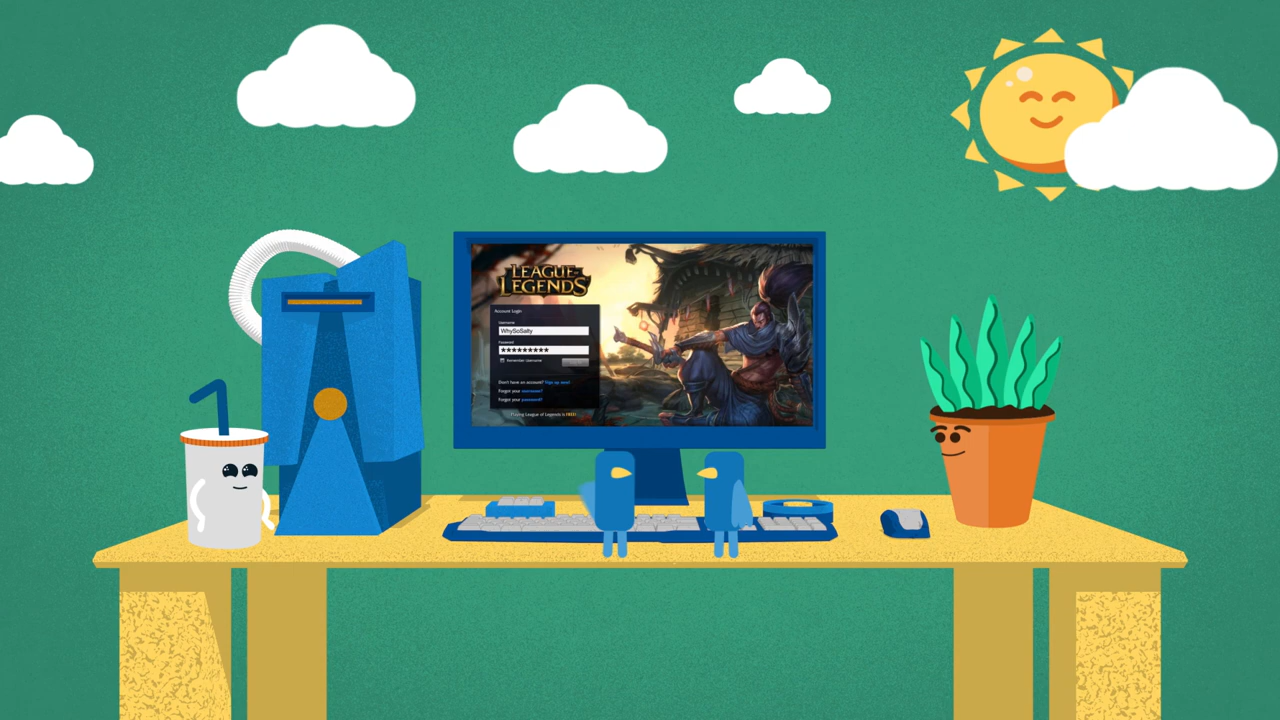 LEAGUE OF
LEGENDS
Account Login
Username
WhySoSalty
Password
*********
Remember Username
Don't have an account? Sign up now!
Forgot your username?
Forgot your password?
Playing League of Legends is FREE!